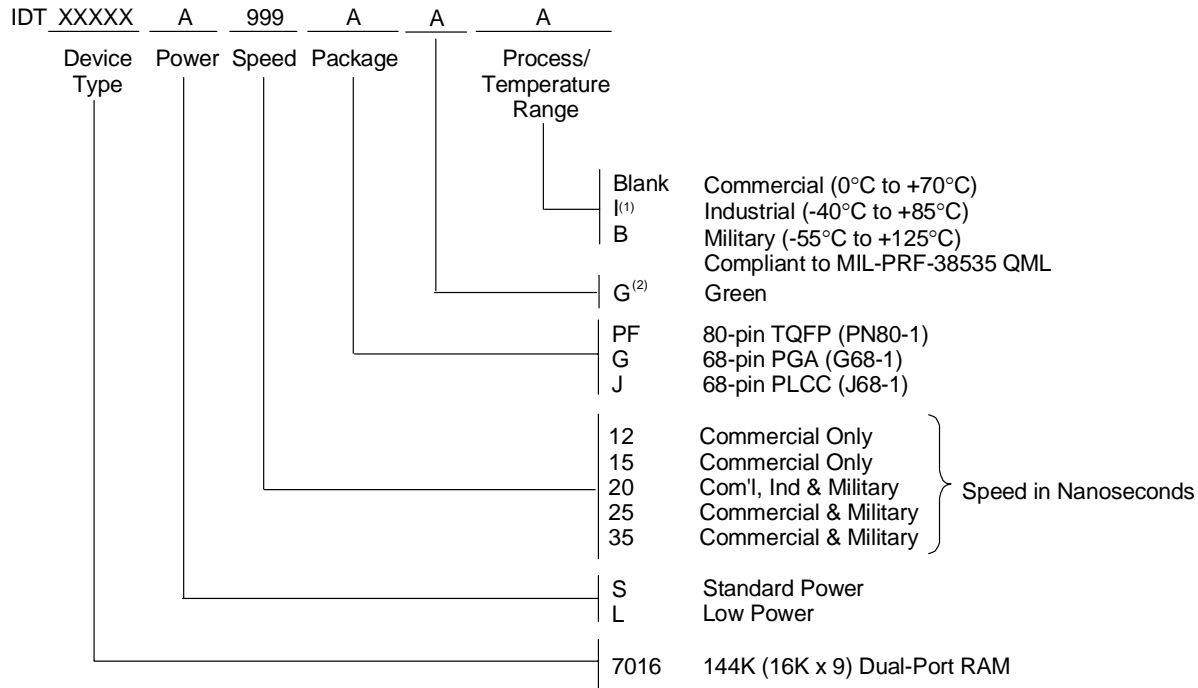 IDT XXXXX A 999 A A A
Device Type
Power
Speed
Package
Process/
Temperature
Range
Blank Commercial (0°C to +70°C)
I(1) Industrial (-40°C to +85°C)
B Military (-55°C to +125°C)
Compliant to MIL-PRF-38535 QML
G(2) Green
PF 80-pin TQFP (PN80-1)
G 68-pin PGA (G68-1)
J 68-pin PLCC (J68-1)
12 Commercial Only
15 Commercial Only
20 Com'l, Ind & Military
25 Commercial & Military
35 Commercial & Military
Speed in Nanoseconds
S Standard Power
L Low Power
7016 144K (16K x 9) Dual-Port RAM